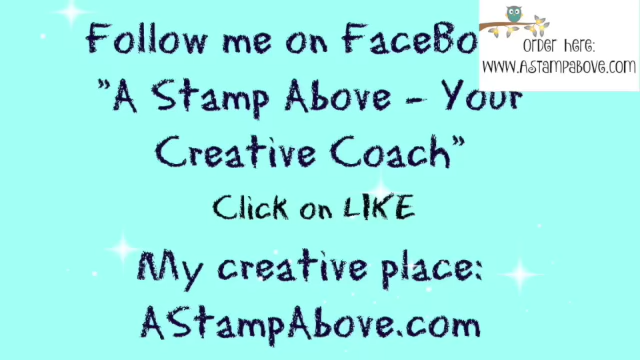 Follow me on FaceBo
order here:
www.AStampabove.com
"A Stamp Above - Your
Creative Coach"
Click on LIKE
My creative place:
AStampAbove.com